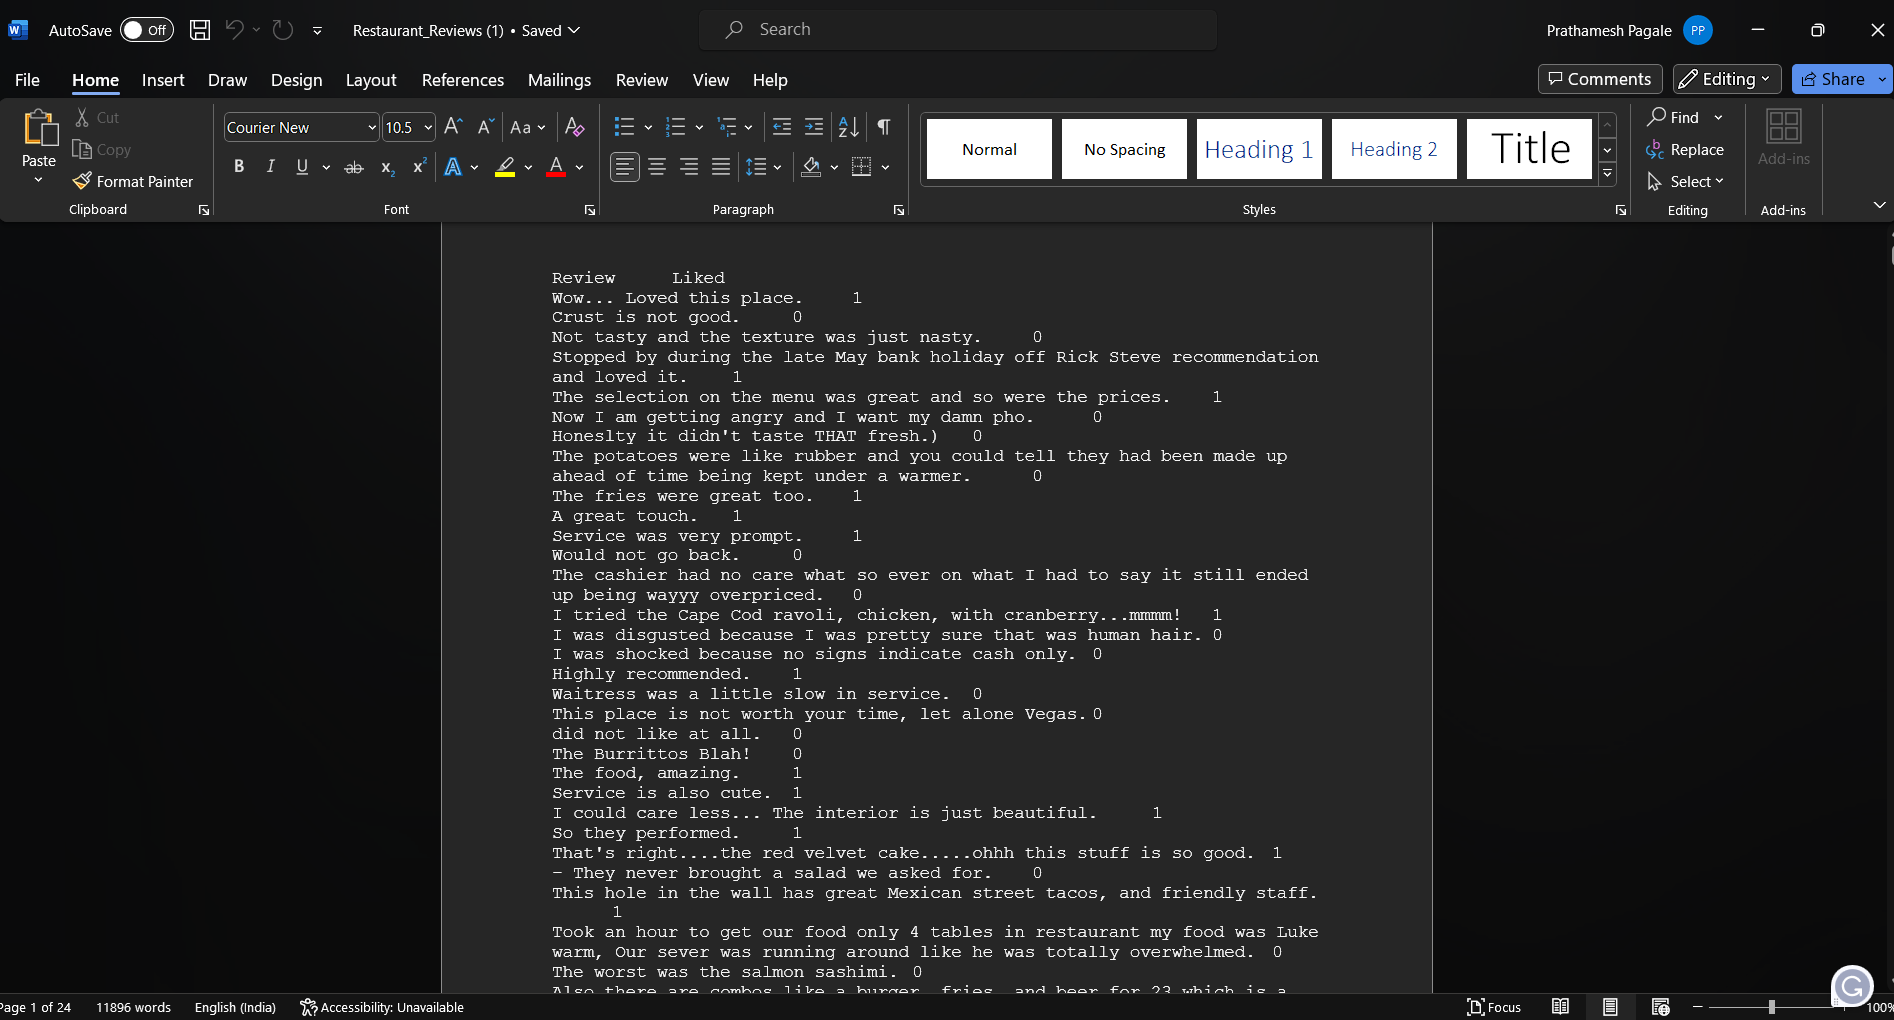 AutoSave Off Restaurant_Reviews (1) • Saved Search Prathamesh Pagale PP
File Home Insert Draw Design Layout References Mailings Review View Help Comments Editing Share
Paste Cut Copy Format Painter Clipboard
Courier New 10.5 Aa Font
Paragraph
Normal No Spacing Heading 1 Heading 2 Title Styles
Find Replace Select Editing
Add-ins Add-ins
Review Liked
Wow... Loved this place. 1
Crust is not good. 0
Not tasty and the texture was just nasty. 0
Stopped by during the late May bank holiday off Rick Steve recommendation
and loved it. 1
The selection on the menu was great and so were the prices. 1
Now I am getting angry and I want my damn pho. 0
Honeslty it didn't taste THAT fresh.) 0
The potatoes were like rubber and you could tell they had been made up
ahead of time being kept under a warmer. 0
The fries were great too. 1
A great touch. 1
Service was very prompt. 1
Would not go back. 0
The cashier had no care what so ever on what I had to say it still ended
up being wayyy overpriced. 0
I tried the Cape Cod ravoli, chicken, with cranberry...mmmm! 1
I was disgusted because I was pretty sure that was human hair. 0
I was shocked because no signs indicate cash only. 0
Highly recommended. 1
Waitress was a little slow in service. 0
This place is not worth your time, let alone Vegas. 0
did not like at all. 0
The Burrittos Blah! 0
The food, amazing. 1
Service is also cute. 1
I could care less... The interior is just beautiful. 1
So they performed. 1
That's right....the red velvet cake.....ohhh this stuff is so good. 1
- They never brought a salad we asked for. 0
This hole in the wall has great Mexican street tacos, and friendly staff.
1
Took an hour to get our food only 4 tables in restaurant my food was Luke
warm, Our sever was running around like he was totally overwhelmed. 0
The worst was the salmon sashimi. 0
Also there are combos like a burger, fries, and beer for 23 which is a
Page 1 of 24 11896 words English (India) Accessibility: Unavailable Focus 100%